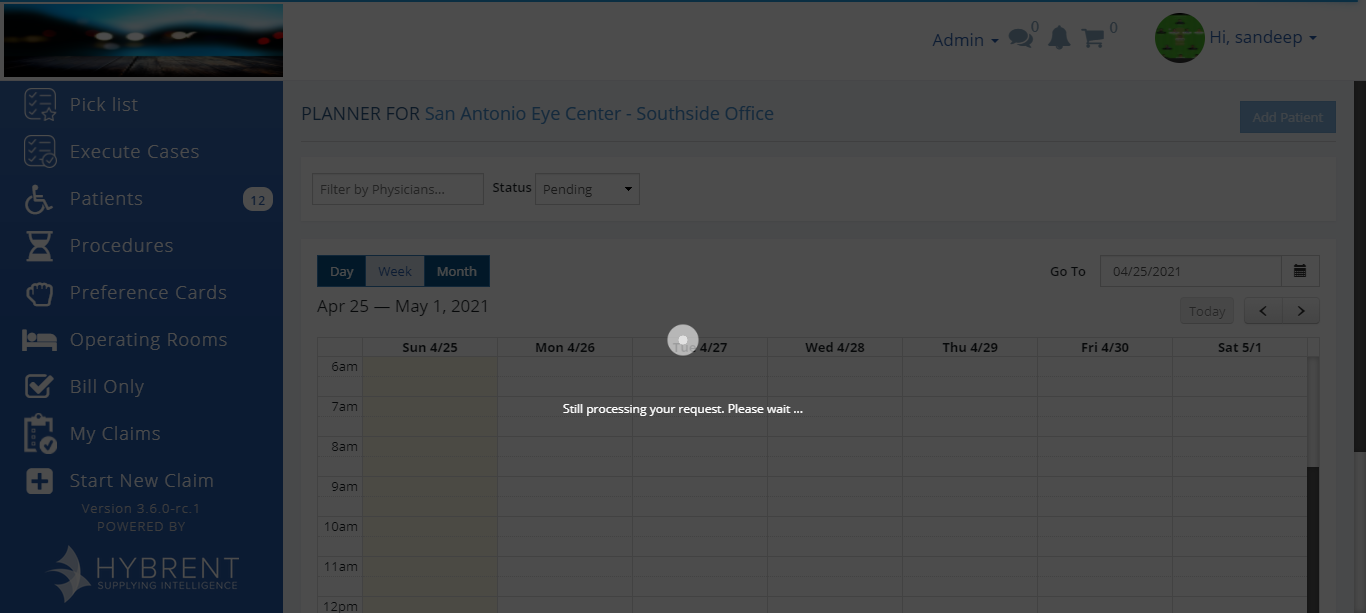 Admin 0 0 Hi, sandeep
Pick list
Execute Cases
Patients 12
Procedures
Preference Cards
Operating Rooms
Bill Only
My Claims
Start New Claim
Version 3.6.0-rc.1
POWERED BY
HYBRENT
SUPPLYING INTELLIGENCE
PLANNER FOR San Antonio Eye Center - Southside Office
Add Patient
Filter by Physicians... Status Pending
Day Week Month
Go To 04/25/2021
Apr 25 — May 1, 2021
Today < >
Sun 4/25 Mon 4/26 Tue 4/27 Wed 4/28 Thu 4/29 Fri 4/30 Sat 5/1
6am
7am
Still processing your request. Please wait ...
8am
9am
10am
11am
12pm